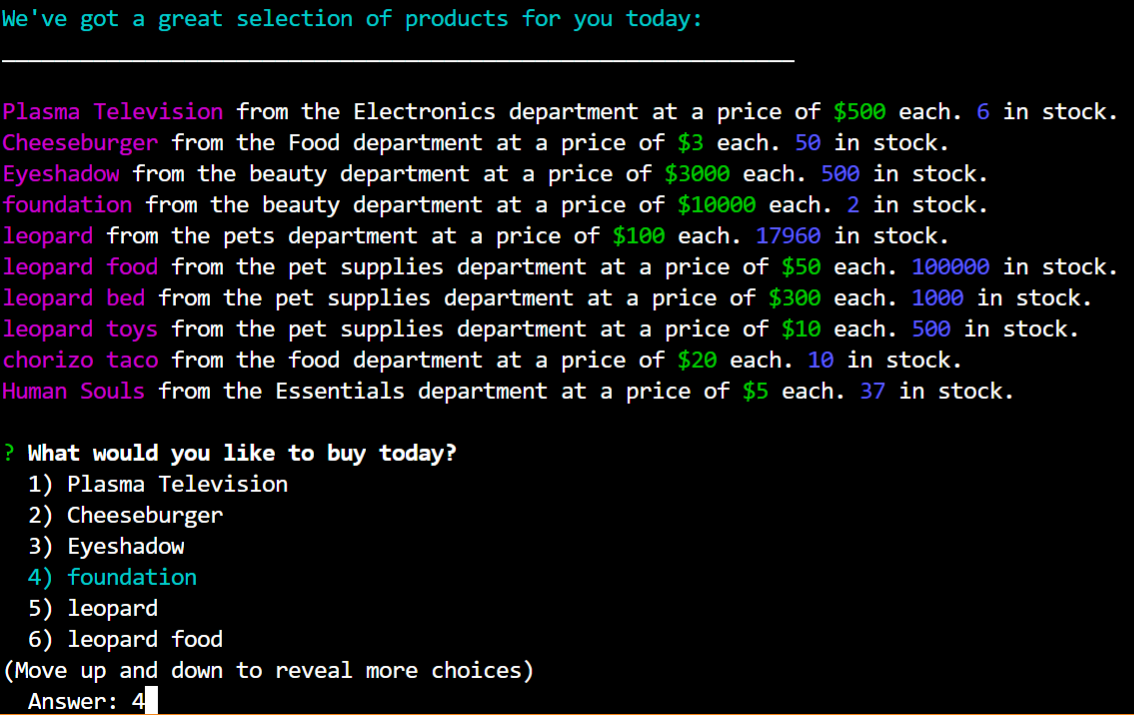 We've got a great selection of products for you today:
Plasma Television from the Electronics department at a price of $500 each. 6 in stock.
Cheeseburger from the Food department at a price of $3 each. 50 in stock.
Eyeshadow from the beauty department at a price of $3000 each. 500 in stock.
foundation from the beauty department at a price of $10000 each. 2 in stock.
leopard from the pets department at a price of $100 each. 17960 in stock.
leopard food from the pet supplies department at a price of $50 each. 100000 in stock.
leopard bed from the pet supplies department at a price of $300 each. 1000 in stock.
leopard toys from the pet supplies department at a price of $10 each. 500 in stock.
chorizo taco from the food department at a price of $20 each. 10 in stock.
Human Souls from the Essentials department at a price of $5 each. 37 in stock.
? What would you like to buy today?
1) Plasma Television
2) Cheeseburger
3) Eyeshadow
4) foundation
5) leopard
6) leopard food
(Move up and down to reveal more choices)
Answer: 4